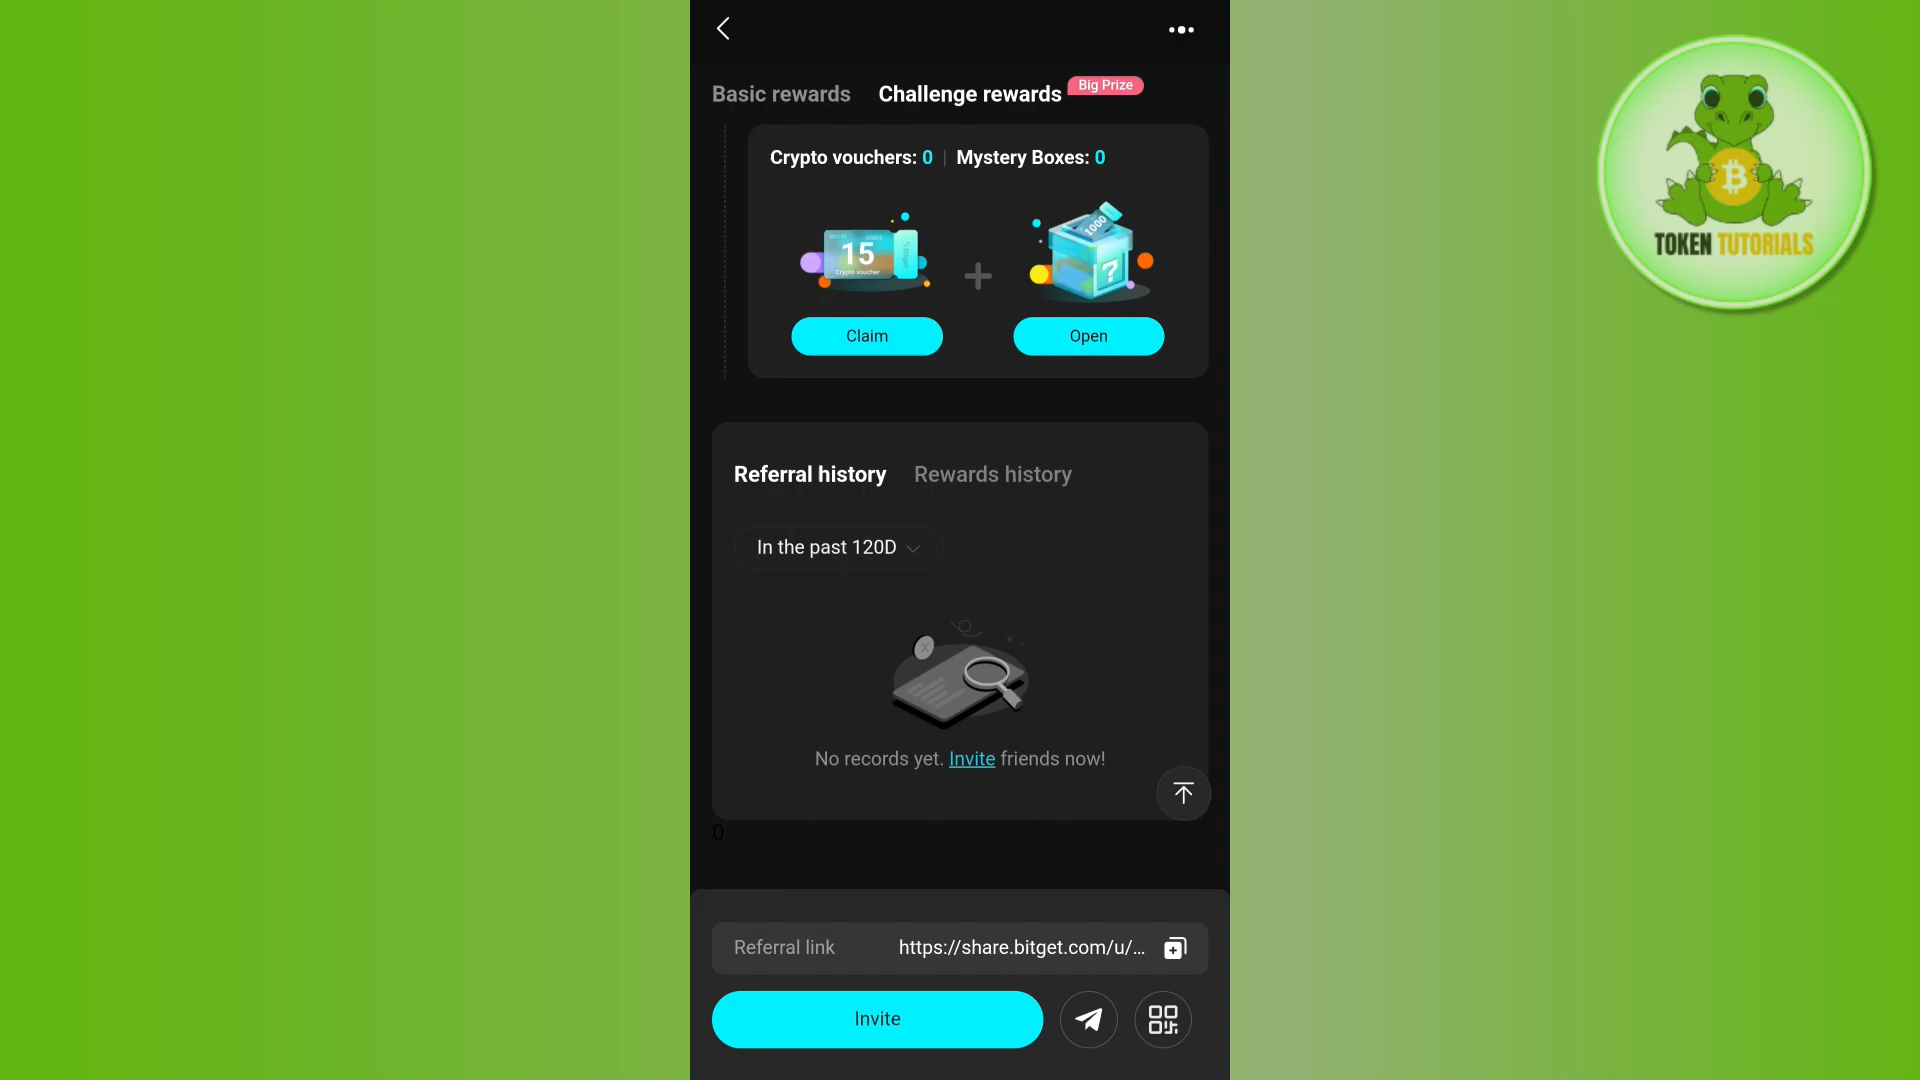 Basic rewards Challenge rewards Big Prize
Crypto vouchers: 0 | Mystery Boxes: 0
15
Crypto voucher
1000
?
Claim Open
Referral history Rewards history
In the past 120D
No records yet. Invite friends now!
0
Referral link https://share.bitget.com/u/...
Invite
TOKEN TUTORIALS